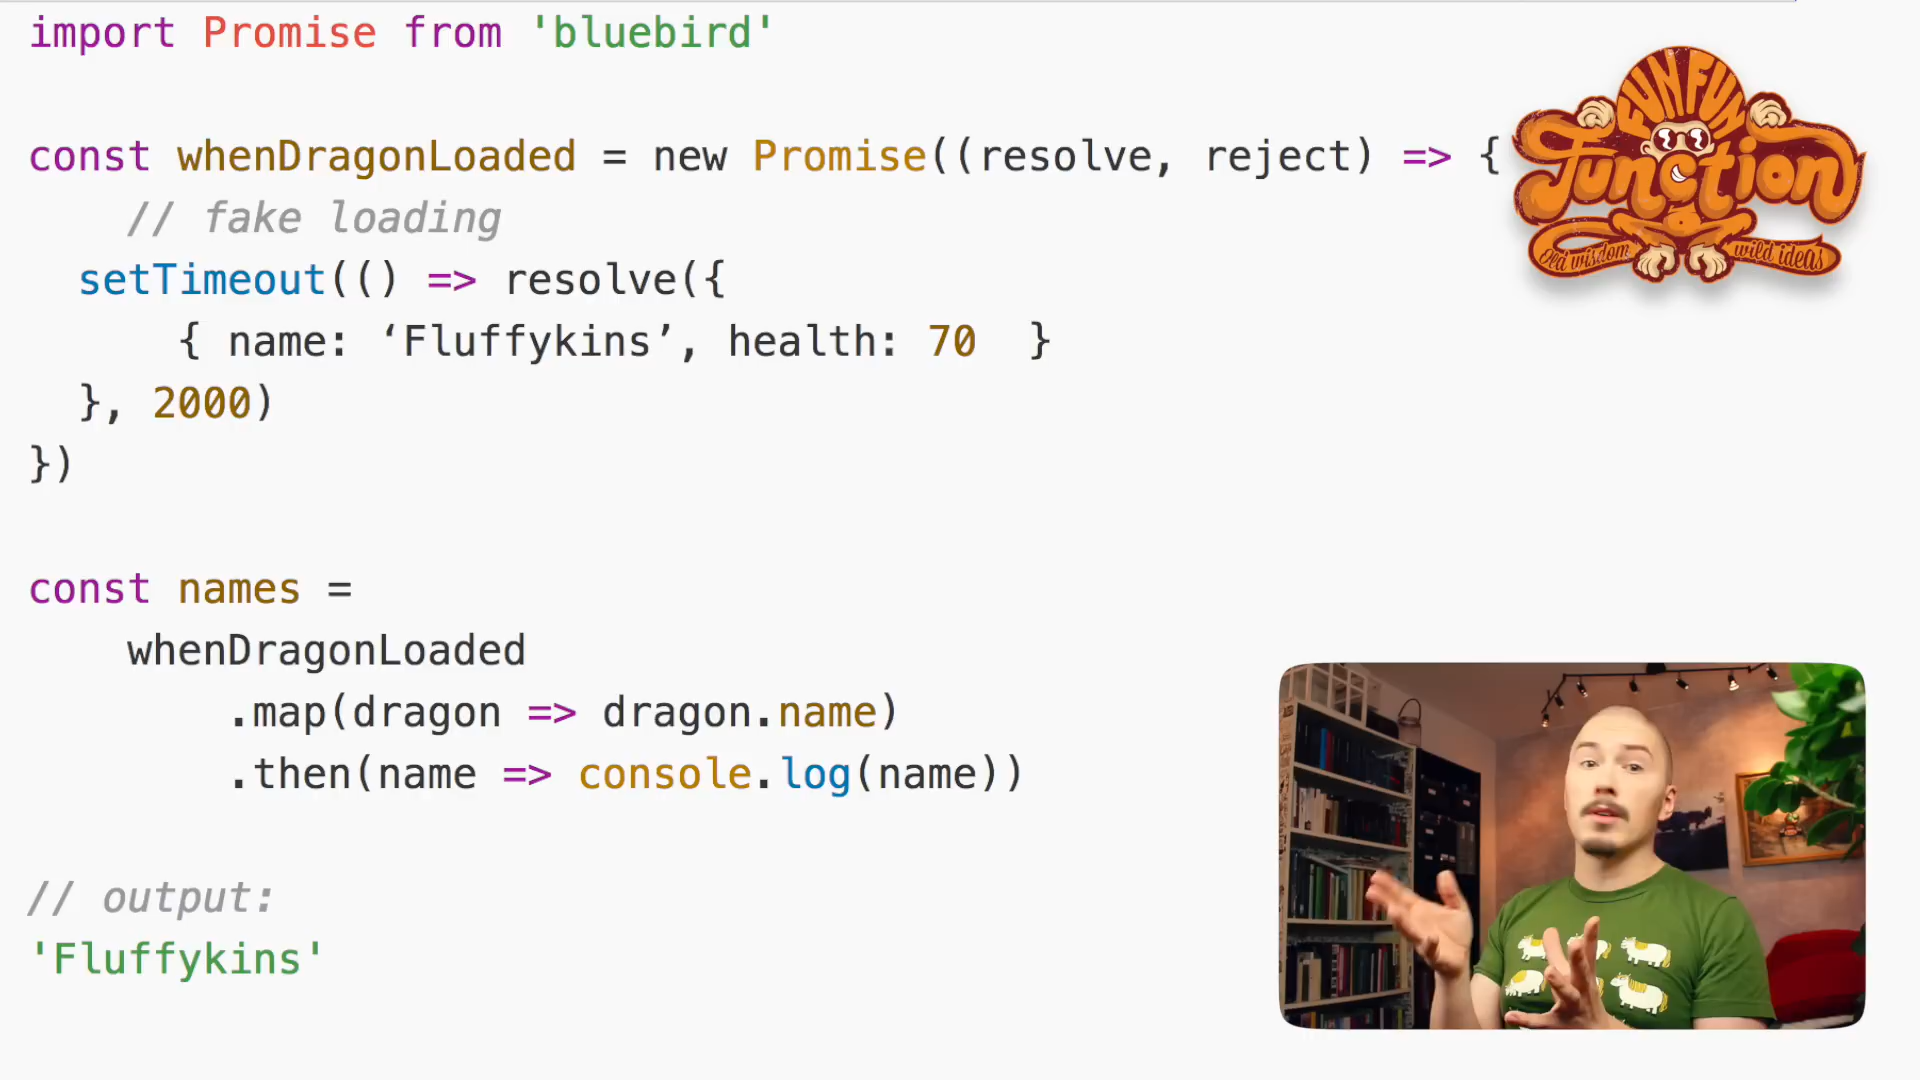 import Promise from 'bluebird'
const whenDragonLoaded = new Promise((resolve, reject) => {
// fake loading
setTimeout(() => resolve({
{ name: ‘Fluffykins’, health: 70 }
}, 2000)
})
const names =
whenDragonLoaded
.map(dragon => dragon.name)
.then(name => console.log(name))
// output:
'Fluffykins'
FUN FUN
Function
Old wisdom
wild ideas